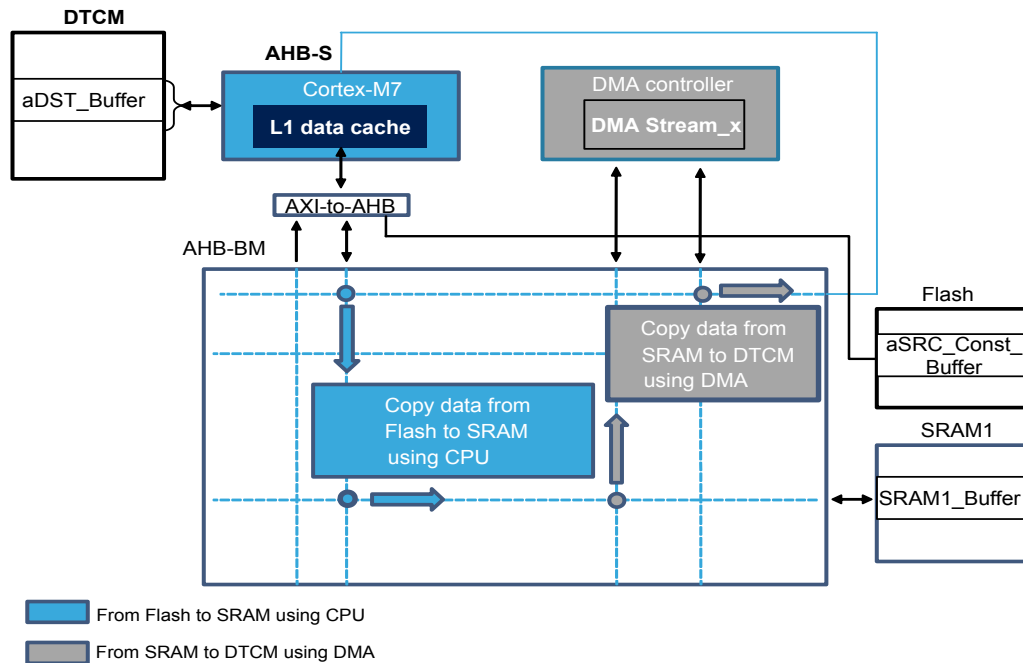 DTCM
aDST_Buffer
AHB-S
Cortex-M7
L1 data cache
DMA controller
DMA Stream_x
AXI-to-AHB
AHB-BM
Copy data from
SRAM to DTCM
using DMA
Copy data from
Flash to SRAM
using CPU
Flash
aSRC_Const_
Buffer
SRAM1
SRAM1_Buffer
From Flash to SRAM using CPU
From SRAM to DTCM using DMA